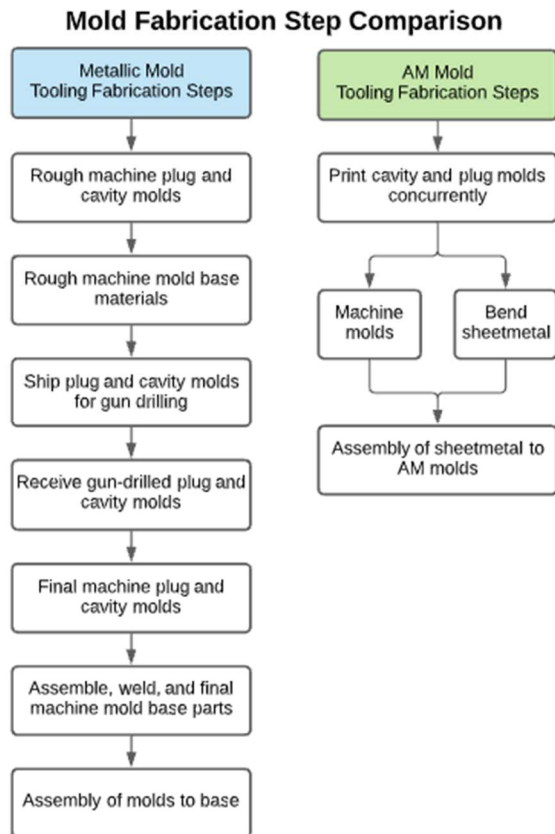 Mold Fabrication Step Comparison
Metallic Mold
Tooling Fabrication Steps
Rough machine plug and
cavity molds
Rough machine mold base
materials
Ship plug and cavity molds
for gun drilling
Receive gun-drilled plug and
cavity molds
Final machine plug and
cavity molds
Assemble, weld, and final
machine mold base parts
Assembly of molds to base
AM Mold
Tooling Fabrication Steps
Print cavity and plug molds
concurrently
Machine
molds
Bend
sheetmetal
Assembly of sheetmetal to
AM molds